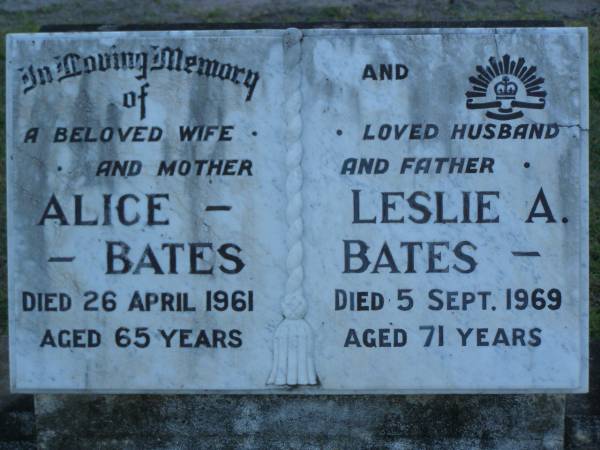 In Loving Memory
of
A BELOVED WIFE ·
· AND MOTHER
ALICE –
– BATES
DIED 26 APRIL 1961
AGED 65 YEARS
AND
· LOVED HUSBAND
AND FATHER ·
LESLIE A.
BATES –
DIED 5 SEPT. 1969
AGED 71 YEARS